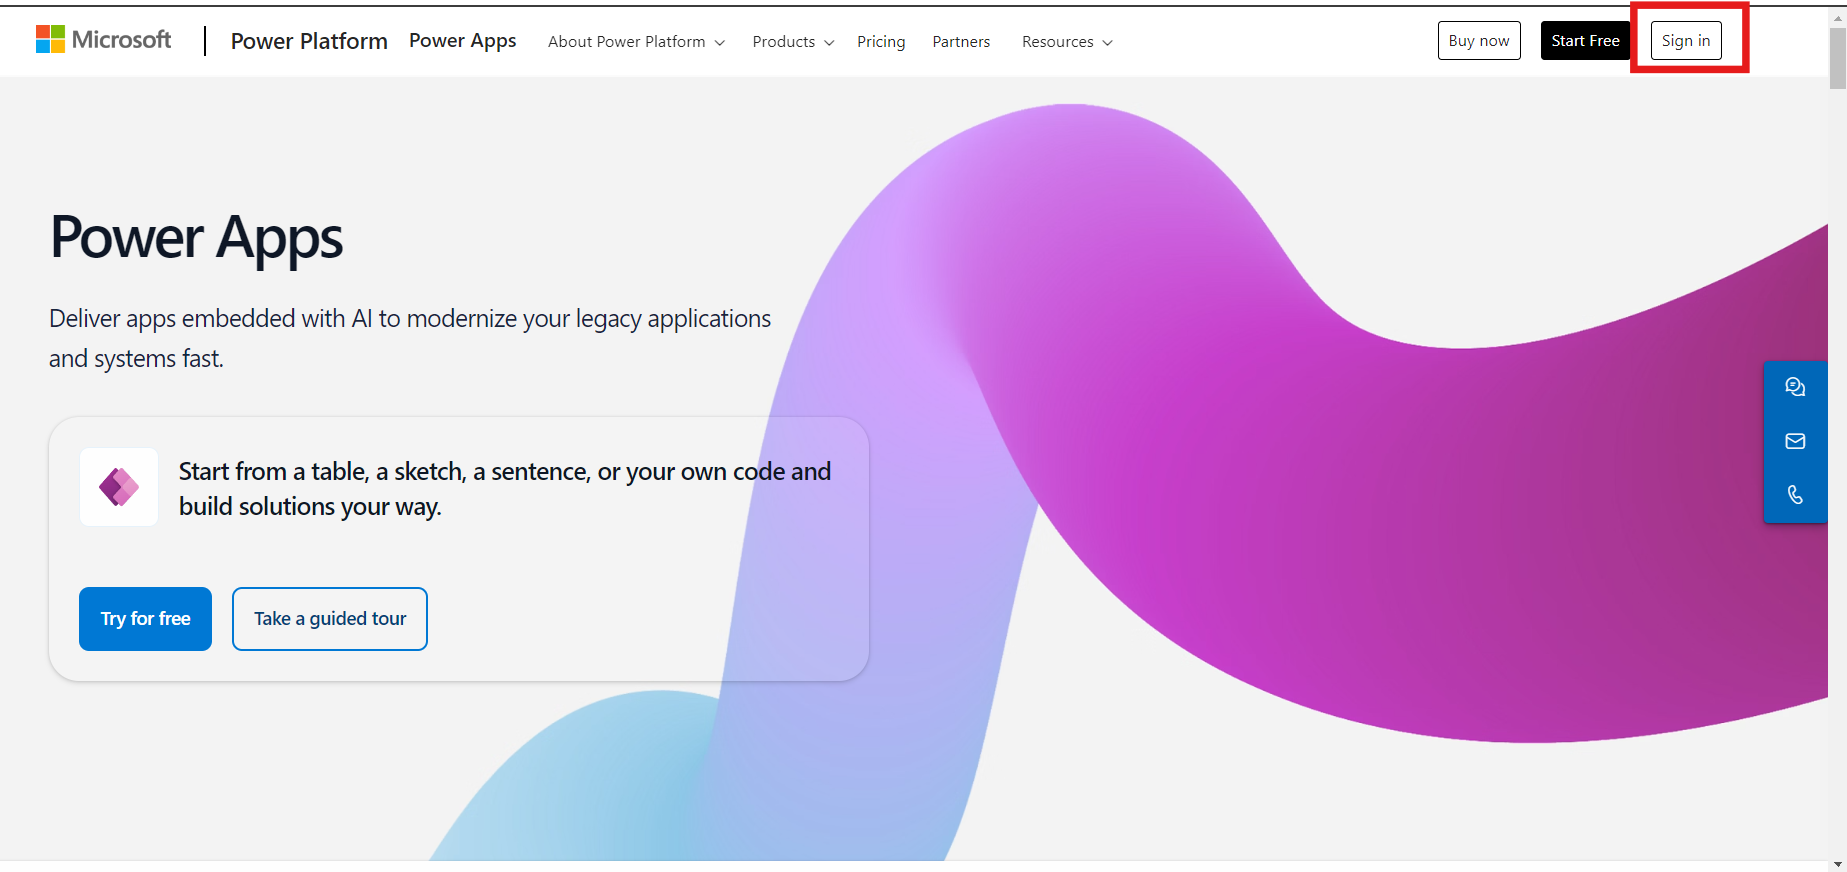 Microsoft
Power Platform
Power Apps
About Power Platform
Products
Pricing
Partners
Resources
Buy now
Start Free
Sign in
Power Apps
Deliver apps embedded with AI to modernize your legacy applications
and systems fast.
Start from a table, a sketch, a sentence, or your own code and
build solutions your way.
Try for free
Take a guided tour